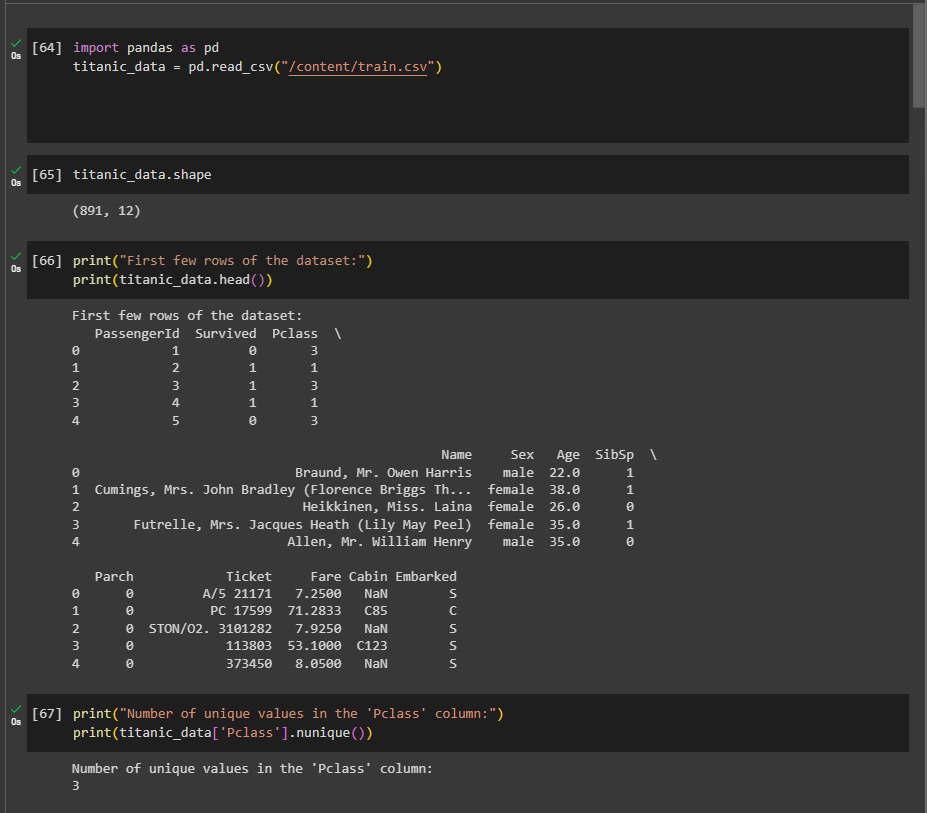 [64] import pandas as pd
titanic_data = pd.read_csv("/content/train.csv")
0s
[65] titanic_data.shape
0s
(891, 12)
[66] print("First few rows of the dataset:")
0s
print(titanic_data.head())
First few rows of the dataset:
   PassengerId  Survived  Pclass  \
0            1         0       3
1            2         1       1
2            3         1       3
3            4         1       1
4            5         0       3
                                                Name     Sex   Age  SibSp  \
0                            Braund, Mr. Owen Harris    male  22.0      1
1  Cumings, Mrs. John Bradley (Florence Briggs Th...  female  38.0      1
2                             Heikkinen, Miss. Laina  female  26.0      0
3       Futrelle, Mrs. Jacques Heath (Lily May Peel)  female  35.0      1
4                           Allen, Mr. William Henry    male  35.0      0
   Parch            Ticket     Fare Cabin Embarked
0      0         A/5 21171   7.2500   NaN        S
1      0          PC 17599  71.2833   C85        C
2      0  STON/O2. 3101282   7.9250   NaN        S
3      0            113803  53.1000  C123        S
4      0            373450   8.0500   NaN        S
[67] print("Number of unique values in the 'Pclass' column:")
0s
print(titanic_data['Pclass'].nunique())
Number of unique values in the 'Pclass' column:
3